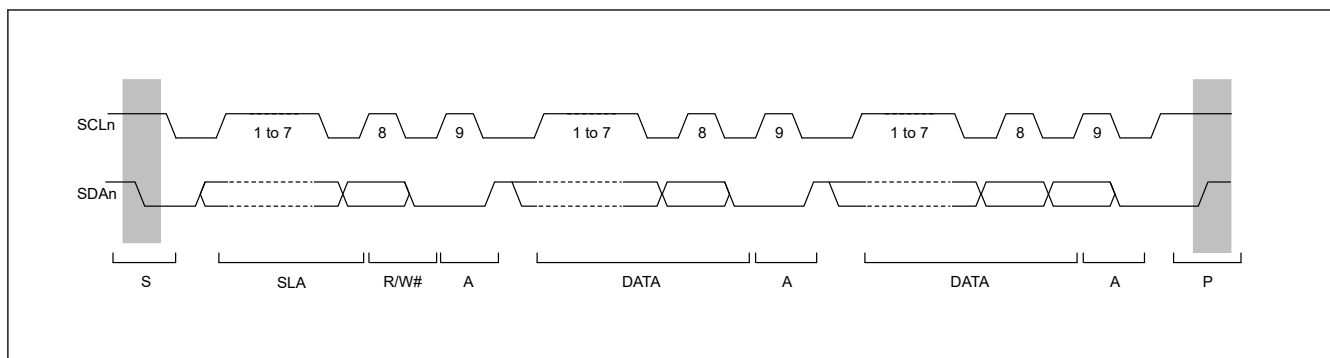 SCLn 1 to 7 8 9 1 to 7 8 9 1 to 7 8 9
SDAn
S SLA R/W# A DATA A DATA A P